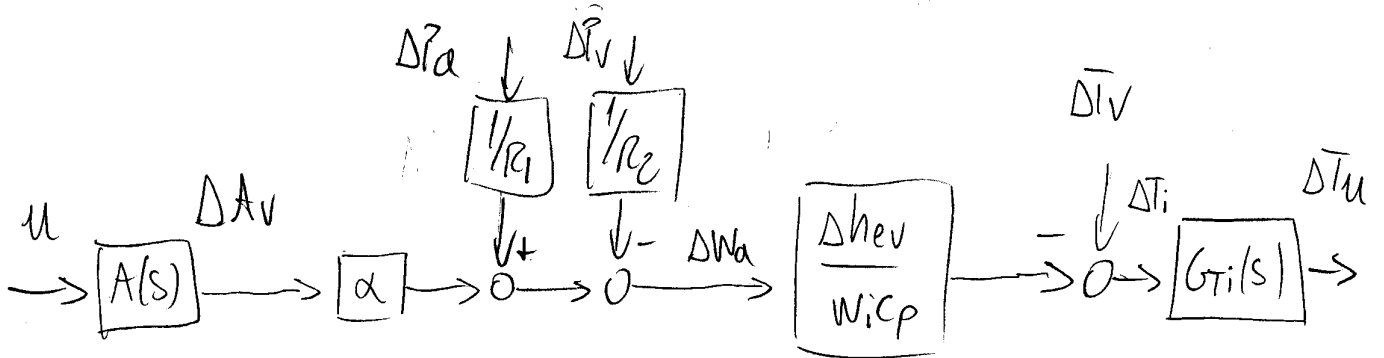 ΔPa
ΔPv
ΔTv
1/R1
1/R2
u
ΔAv
ΔTi
ΔTu
A(s)
α
+
-
ΔWa
Δhev
wicp
-
GTi(s)